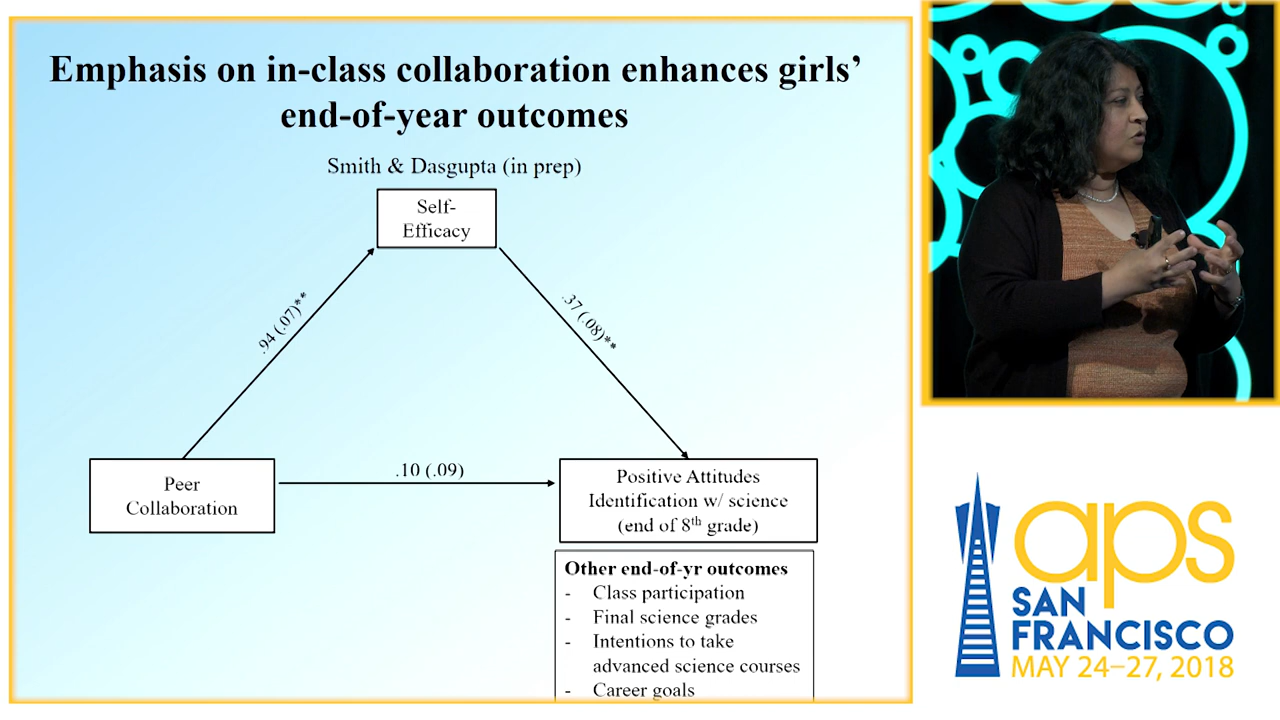 Emphasis on in-class collaboration enhances girls’
end-of-year outcomes
Smith & Dasgupta (in prep)
Self-
Efficacy
.94 (.07)**
.37 (.08)**
Peer
Collaboration
.10 (.09)
Positive Attitudes
Identification w/ science
(end of 8th grade)
Other end-of-yr outcomes
- Class participation
- Final science grades
- Intentions to take
advanced science courses
- Career goals
aps
SAN
FRANCISCO
MAY 24–27, 2018